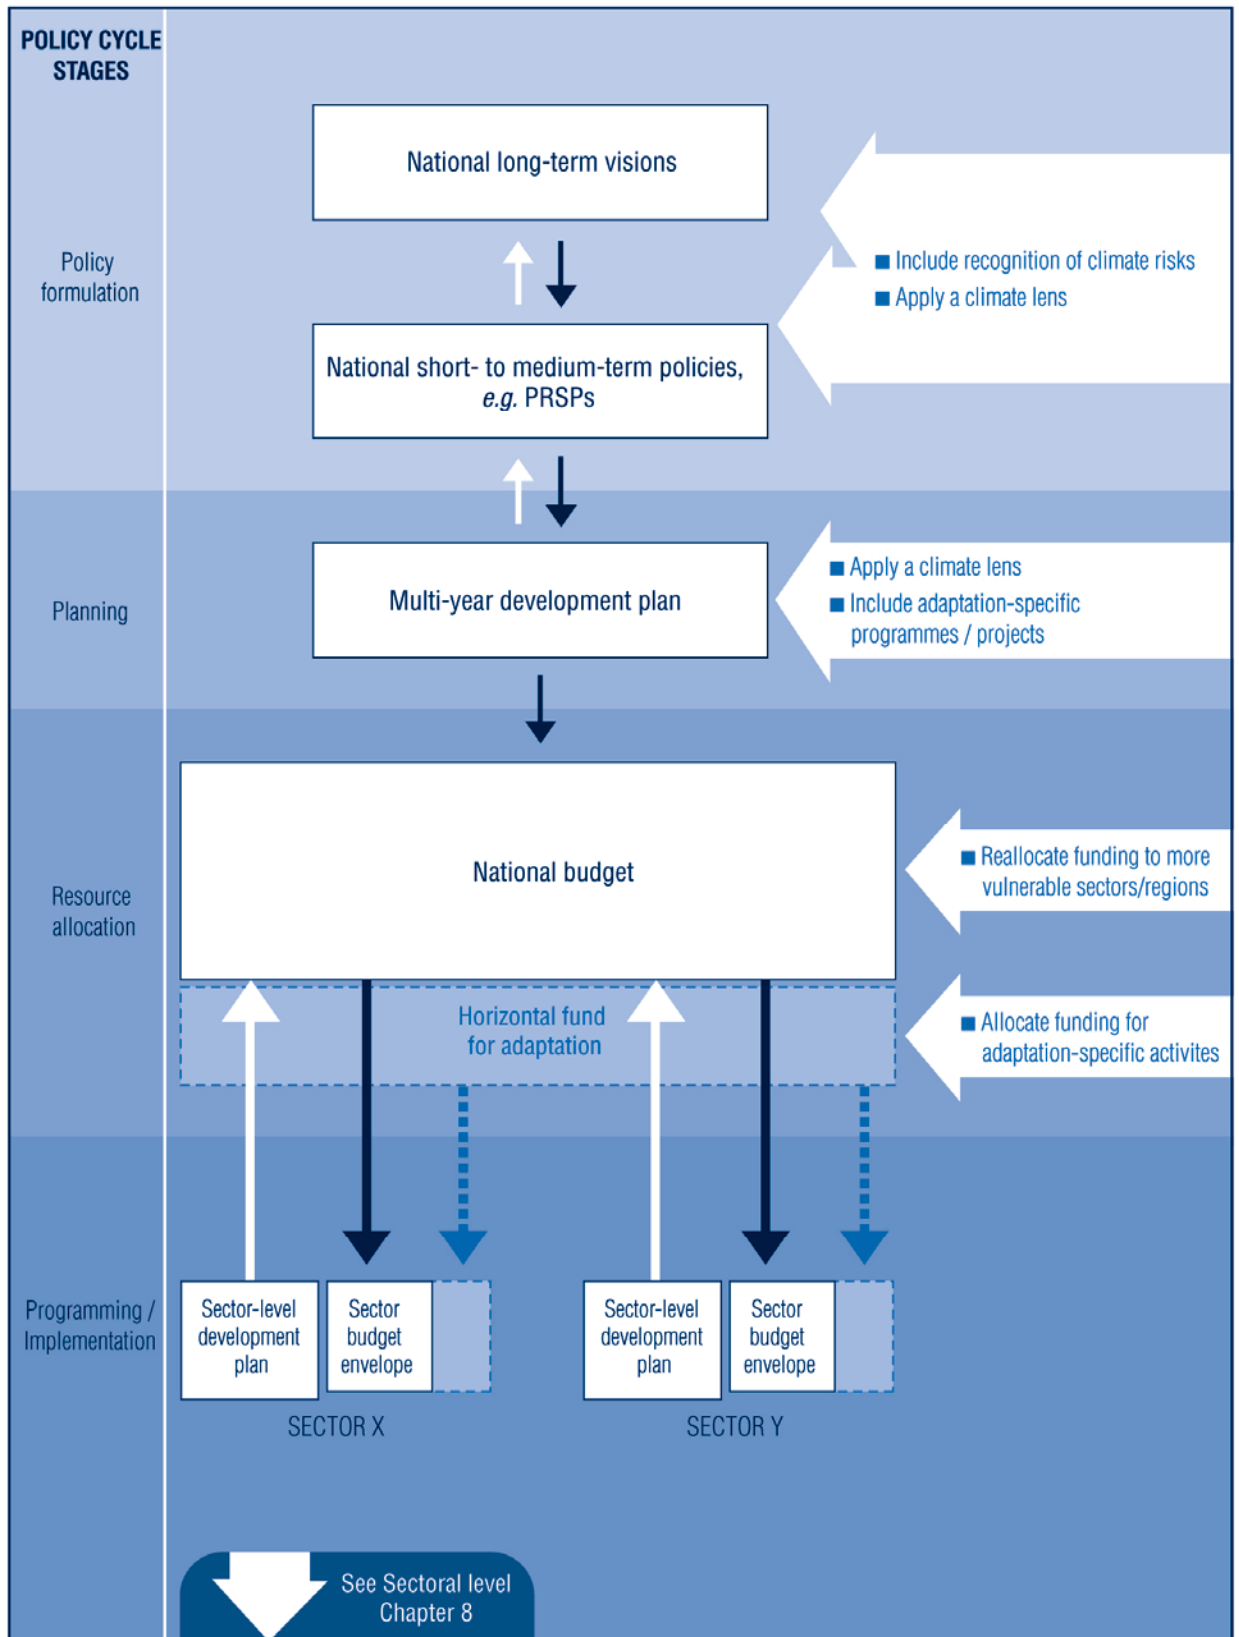 POLICY CYCLE
STAGES
National long-term visions
Policy
formulation
■ Include recognition of climate risks
■ Apply a climate lens
National short- to medium-term policies,
e.g. PRSPs
Planning
Multi-year development plan
■ Apply a climate lens
■ Include adaptation-specific
programmes / projects
Resource
allocation
National budget
■ Reallocate funding to more
vulnerable sectors/regions
Horizontal fund
for adaptation
■ Allocate funding for
adaptation-specific activites
Programming /
Implementation
Sector-level
development
plan
Sector
budget
envelope
SECTOR X
Sector-level
development
plan
Sector
budget
envelope
SECTOR Y
See Sectoral level
Chapter 8